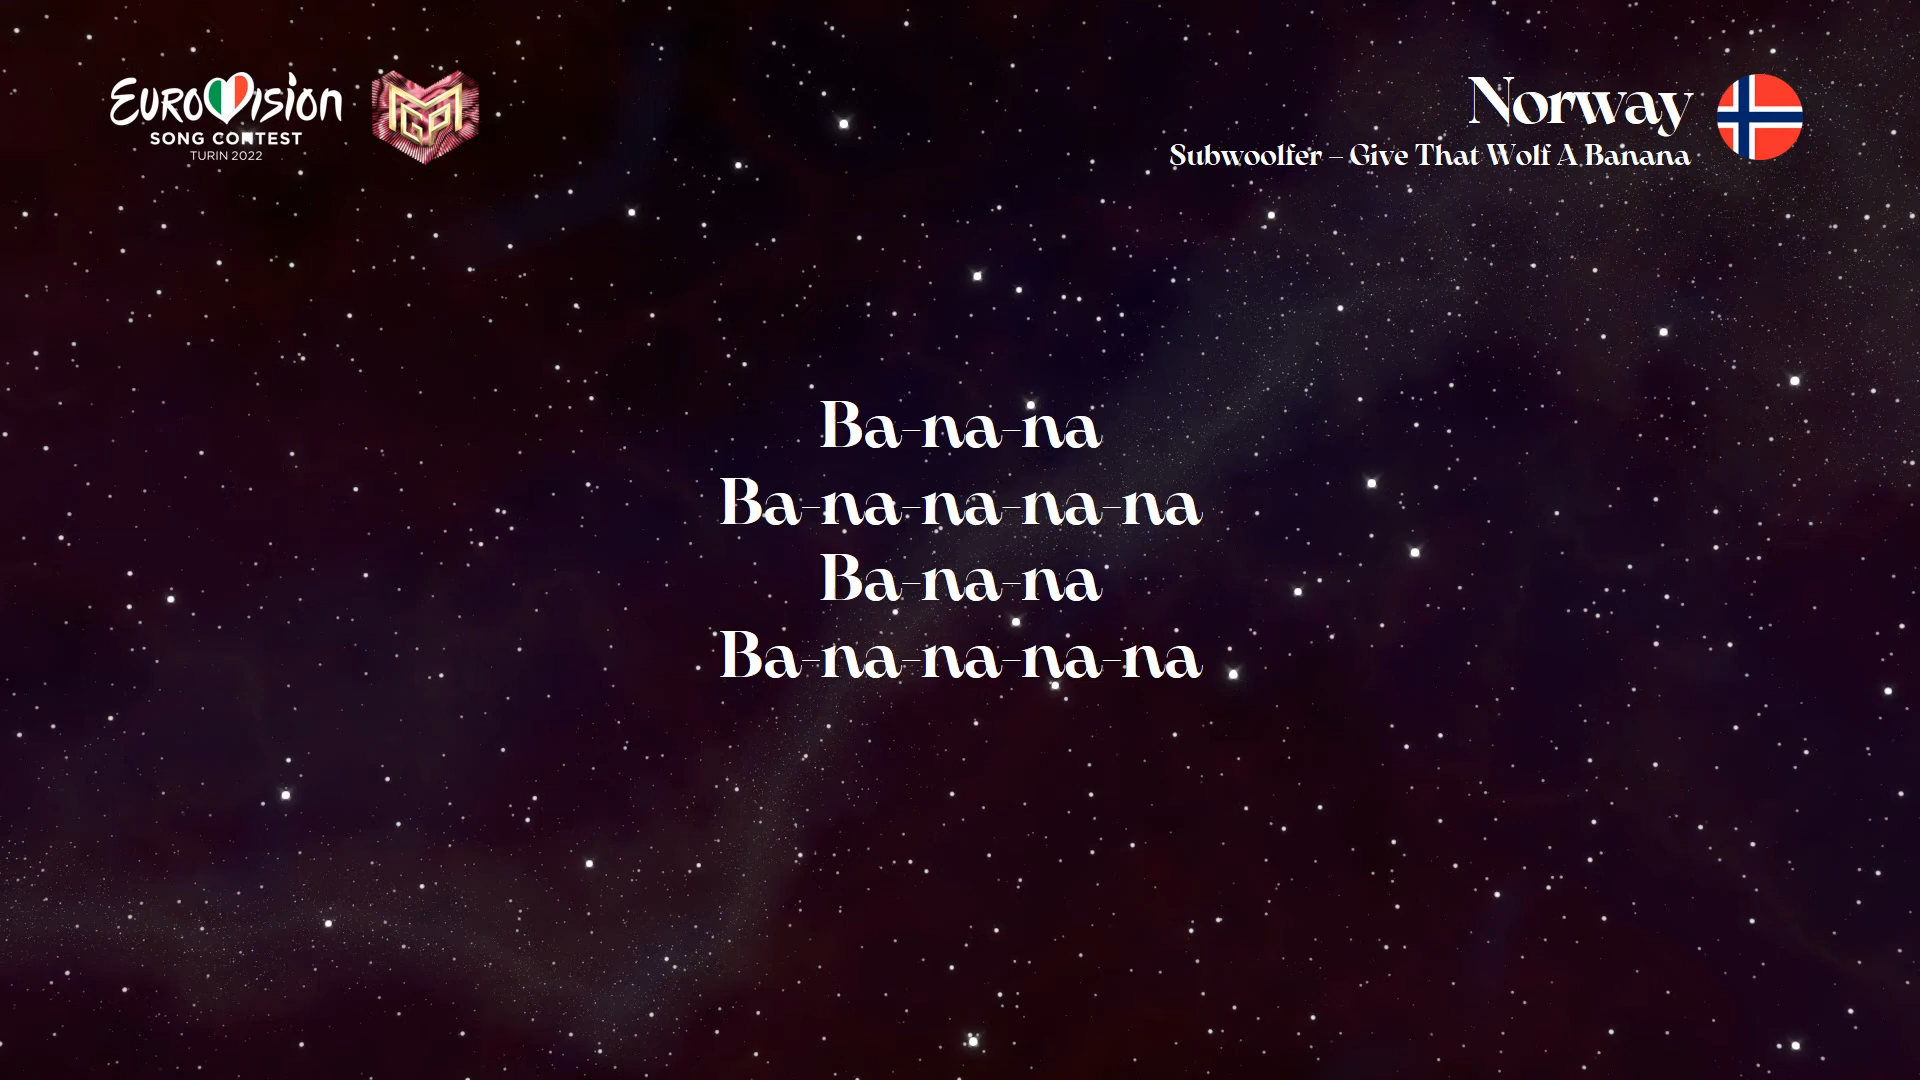 EUROVISION
SONG CONTEST
TURIN 2022
MGP
Norway
Subwoolfer – Give That Wolf A Banana
Ba-na-na
Ba-na-na-na-na
Ba-na-na
Ba-na-na-na-na